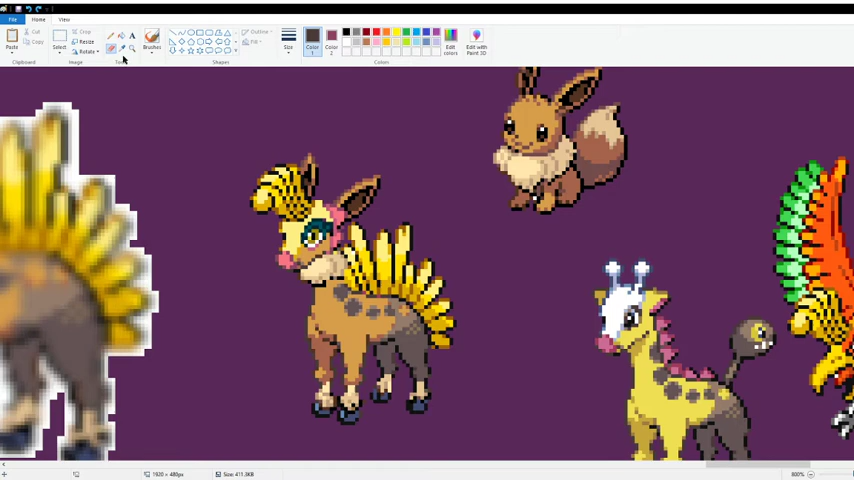 File Home View
Paste Cut Copy
Clipboard
Select Crop Resize Rotate
Image
A
Tools
Brushes
Outline Fill
Shapes
Size
Color 1 Color 2
Edit colors
Edit with Paint 3D
Colors
1920 × 480px Size: 411.3KB 800%